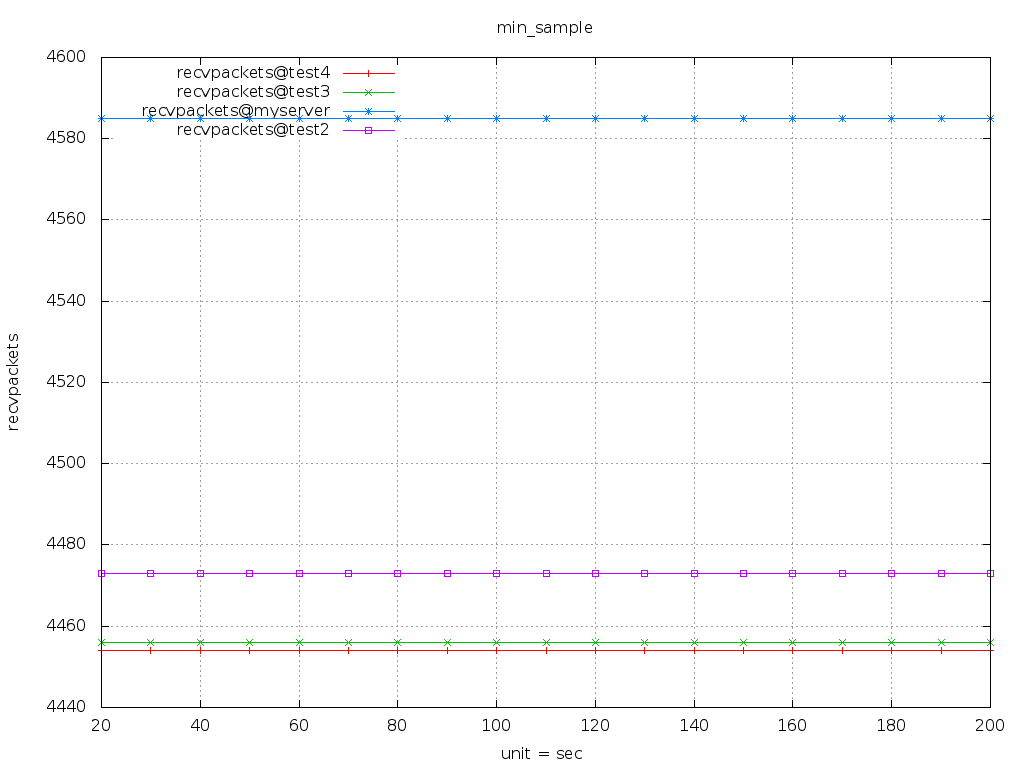 min_sample
4600
recvpackets@test4
recvpackets@test3
recvpackets@myserver
recvpackets@test2
4580
4560
4540
4520
4500
4480
4460
4440
recvpackets
20 40 60 80 100 120 140 160 180 200
unit = sec